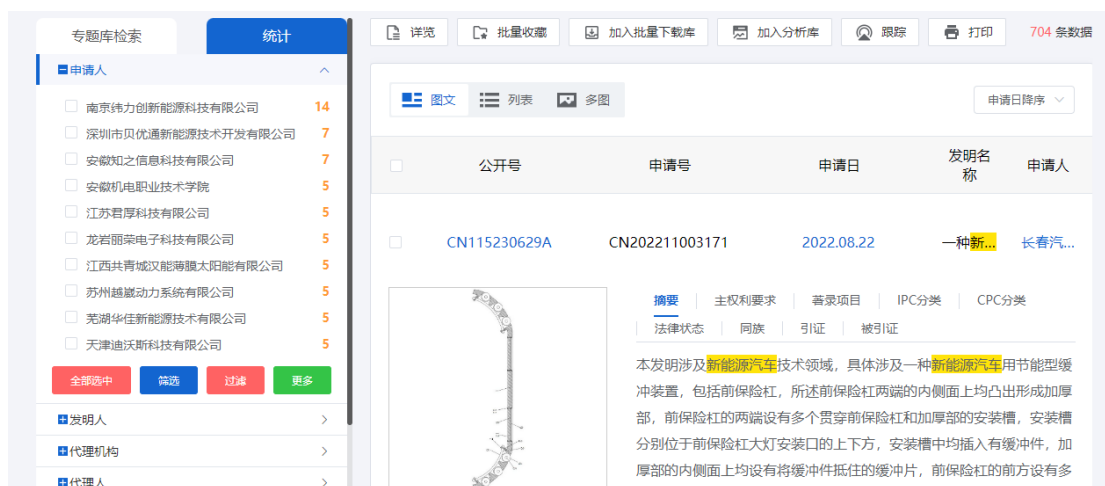 专题库检索
统计
申请人
南京纬力创新能源科技有限公司 14
深圳市贝优通新能源技术开发有限公司 7
安徽知之信息科技有限公司 7
安徽机电职业技术学院 5
江苏君厚科技有限公司 5
龙岩丽荣电子科技有限公司 5
江西共青城汉能薄膜太阳能有限公司 5
苏州越葳动力系统有限公司 5
芜湖华佳新能源技术有限公司 5
天津迪沃斯科技有限公司 5
全部选中 筛选 过滤 更多
发明人
代理机构
代理人
详览 批量收藏 加入批量下载库 加入分析库 跟踪 打印 704 条数据
图文 列表 多图 申请日降序
公开号 申请号 申请日 发明名称 申请人
CN115230629A CN202211003171 2022.08.22 一种新... 长春汽...
摘要 主权利要求 著录项目 IPC分类 CPC分类
法律状态 同族 引证 被引证
本发明涉及新能源汽车技术领域，具体涉及一种新能源汽车用节能型缓
冲装置，包括前保险杠，所述前保险杠两端的内侧面上均凸出形成加厚
部，前保险杠的两端设有多个贯穿前保险杠和加厚部的安装槽，安装槽
分别位于前保险杠大灯安装口的上下方，安装槽中均插入有缓冲件，加
厚部的内侧面上均设有将缓冲件抵住的缓冲片，前保险杠的前方设有多